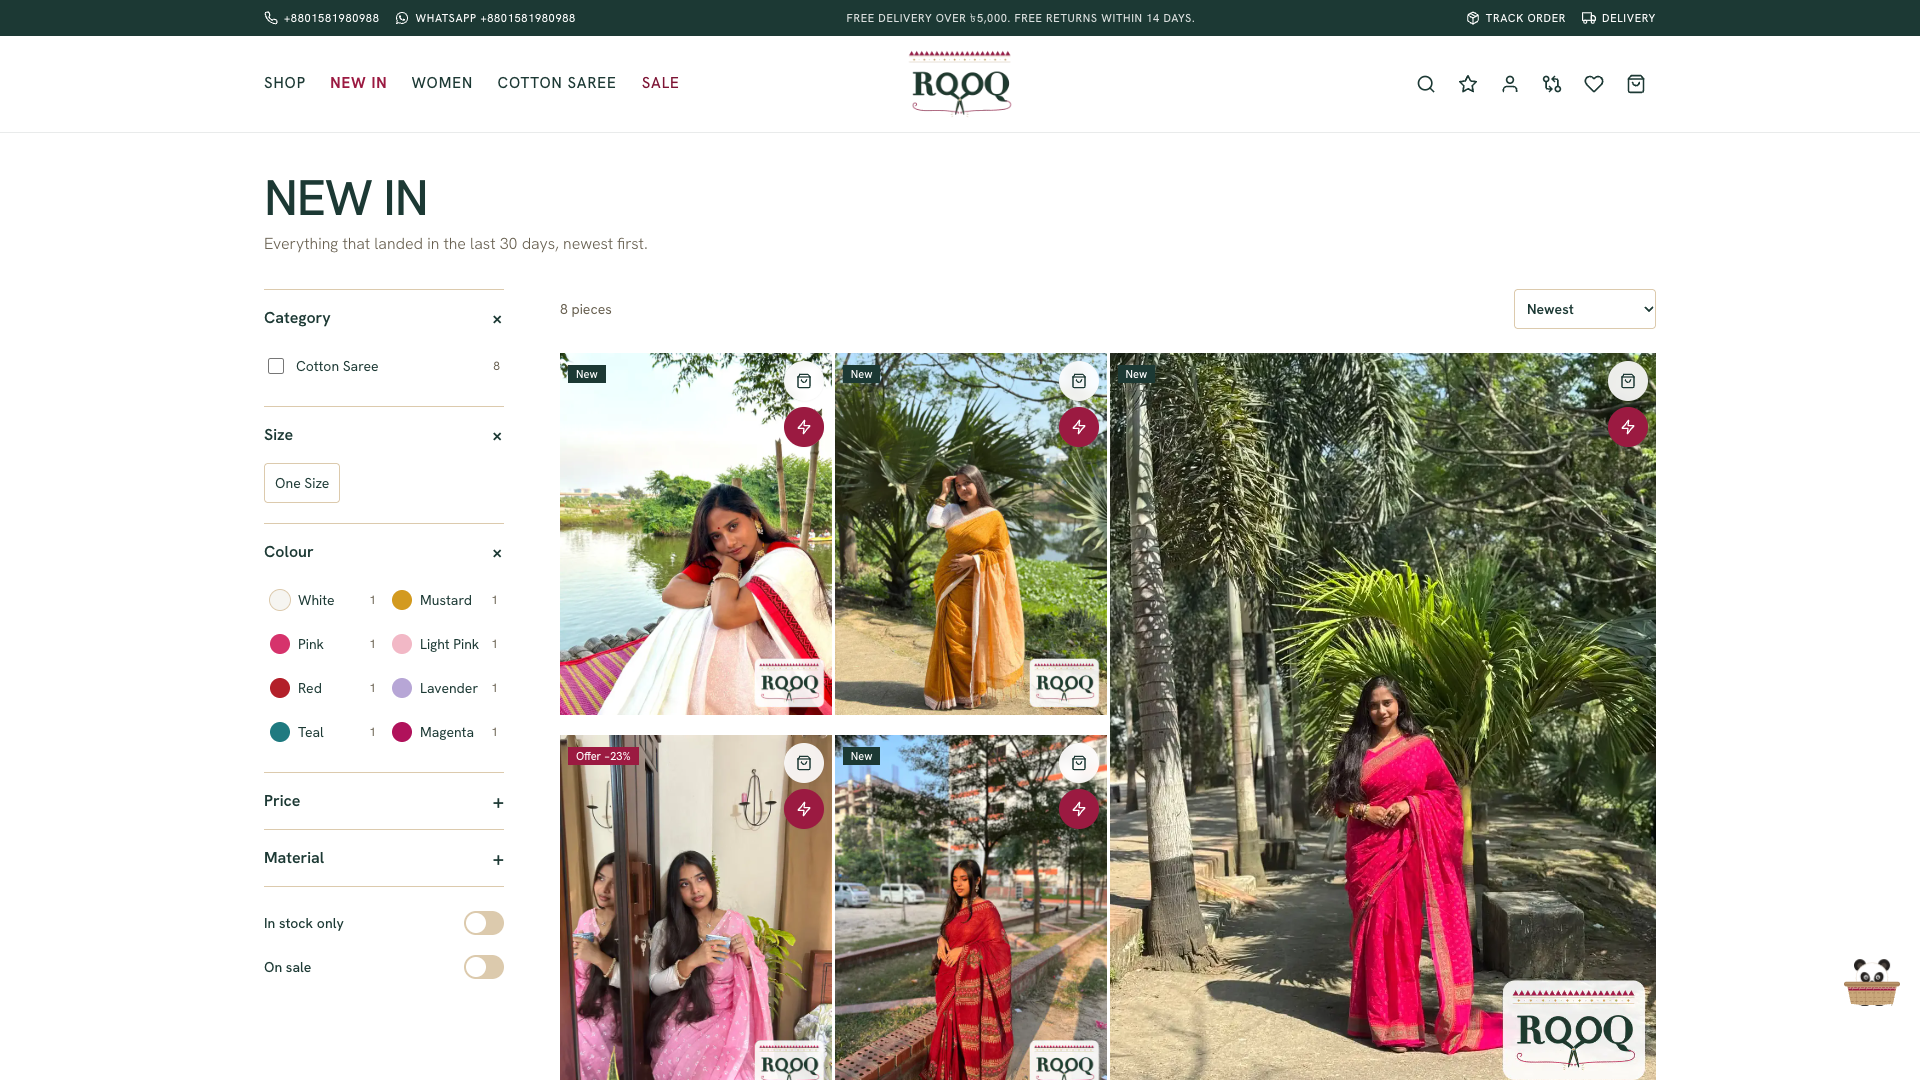 +8801581980988 WHATSAPP +8801581980988 FREE DELIVERY OVER ৳5,000. FREE RETURNS WITHIN 14 DAYS. TRACK ORDER DELIVERY
SHOP NEW IN WOMEN COTTON SAREE SALE
RQOQ
NEW IN
Everything that landed in the last 30 days, newest first.
8 pieces
Newest
Category ×
Cotton Saree 8
Size ×
One Size
Colour ×
White 1 Mustard 1
Pink 1 Light Pink 1
Red 1 Lavender 1
Teal 1 Magenta 1
Price +
Material +
In stock only
On sale
New
RQOQ
New
RQOQ
New
RQOQ
Offer −23%
RQOQ
New
RQOQ